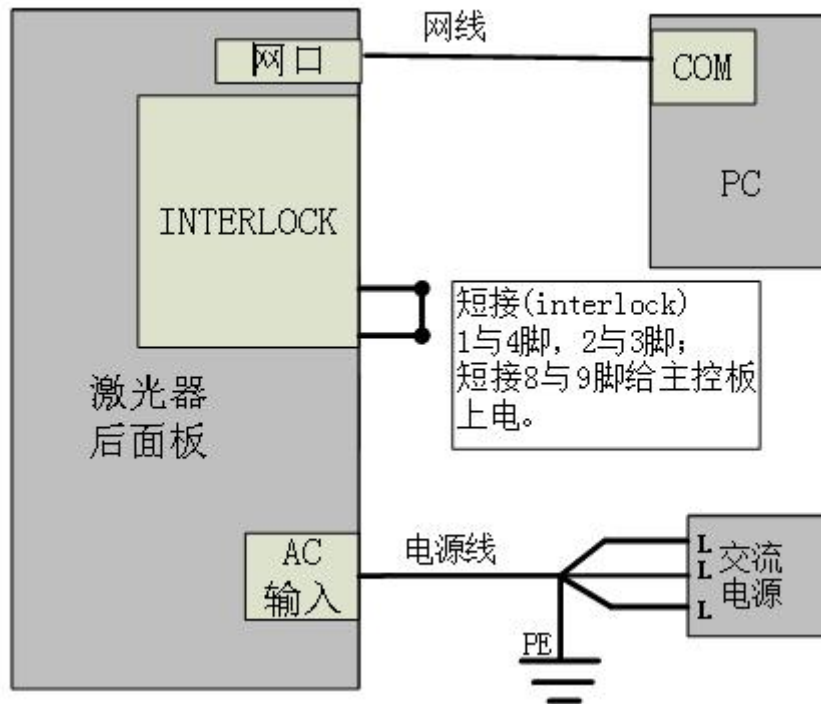 网线
网口
COM
PC
INTERLOCK
短接(interlock)
1与4脚，2与3脚；
短接8与9脚给主控板
上电。
激光器
后面板
AC
输入
电源线
PE
L
L
L
交流
电源